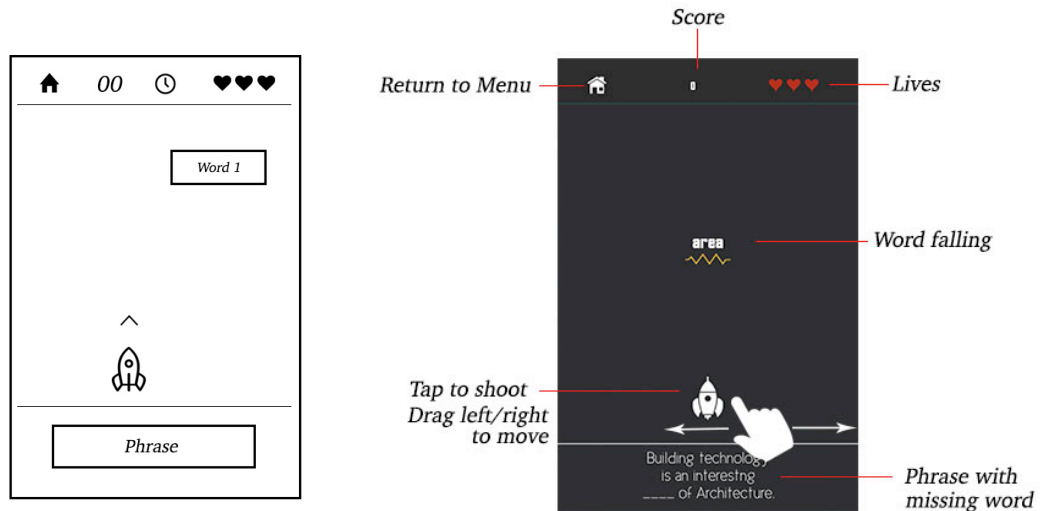 00
Word 1
Phrase
Score
Return to Menu
0
Lives
area
Word falling
Tap to shoot
Drag left/right
to move
Building technology
is an interestng
____ of Architecture.
Phrase with
missing word